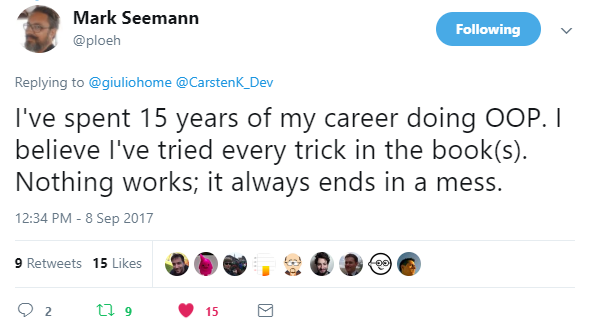 Mark Seemann
@ploeh
Following
Replying to @giuliohome @CarstenK_Dev
I've spent 15 years of my career doing OOP. I
believe I've tried every trick in the book(s).
Nothing works; it always ends in a mess.
12:34 PM - 8 Sep 2017
9 Retweets 15 Likes
2 9 15